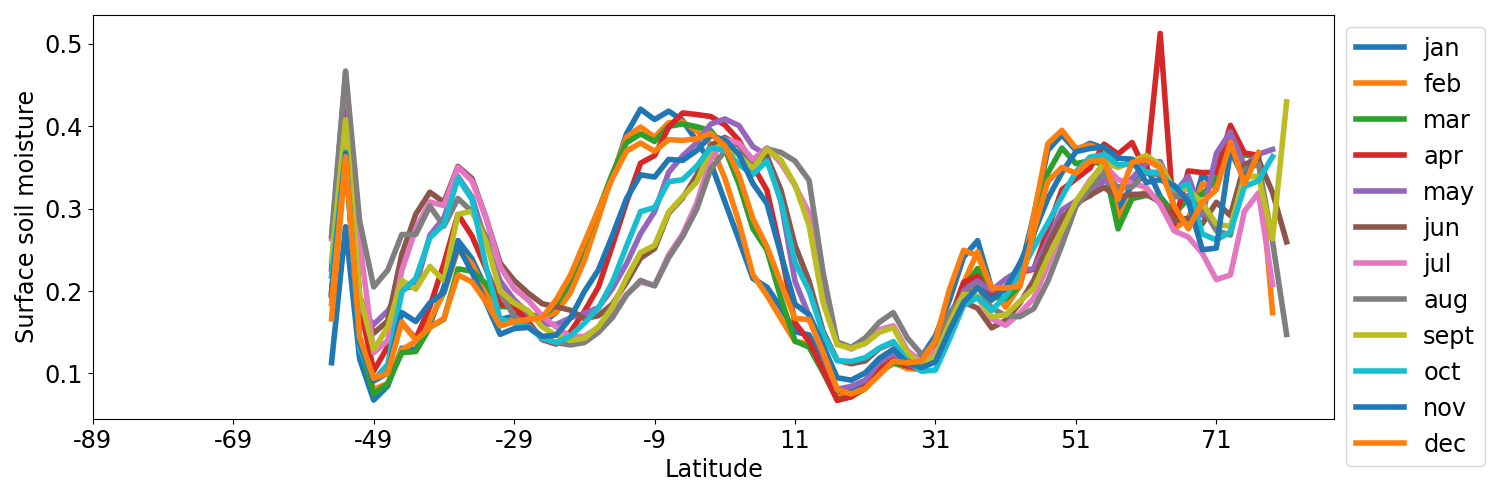 0.5
0.4
0.3
0.2
0.1
Surface soil moisture
-89 -69 -49 -29 -9 11 31 51 71
Latitude
jan
feb
mar
apr
may
jun
jul
aug
sept
oct
nov
dec